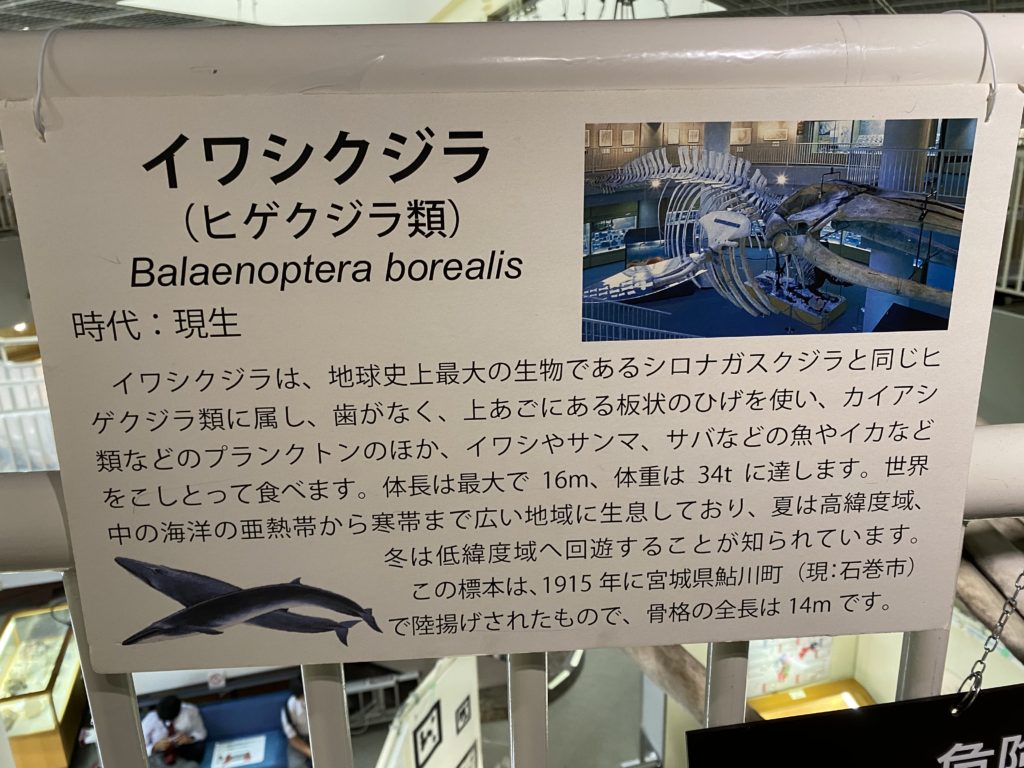 イワシクジラ
（ヒゲクジラ類）
Balaenoptera borealis
時代：現生
イワシクジラは、地球史上最大の生物であるシロナガスクジラと同じヒ
ゲクジラ類に属し、歯がなく、上あごにある板状のひげを使い、カイアシ
類などのプランクトンのほか、イワシやサンマ、サバなどの魚やイカなど
をこしとって食べます。体長は最大で 16m、体重は 34t に達します。世界
中の海洋の亜熱帯から寒帯まで広い地域に生息しており、夏は高緯度域、
冬は低緯度域へ回遊することが知られています。
この標本は、1915 年に宮城県鮎川町（現：石巻市）
で陸揚げされたもので、骨格の全長は 14m です。
危険